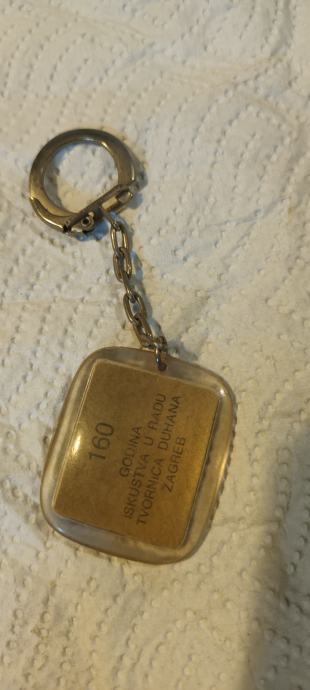 160
GODINA
ISKUSTVA U RADU
TVORNICA DUHANA
ZAGREB